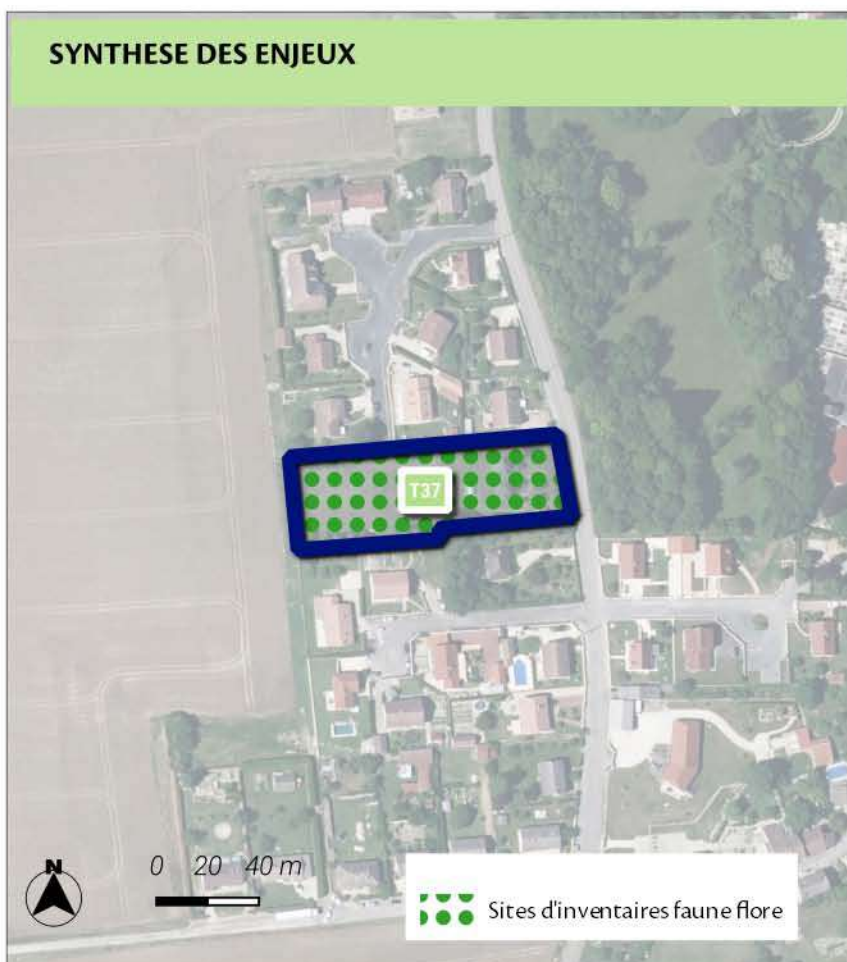 SYNTHESE DES ENJEUX
T37
N
0 20 40 m
Sites d'inventaires faune flore